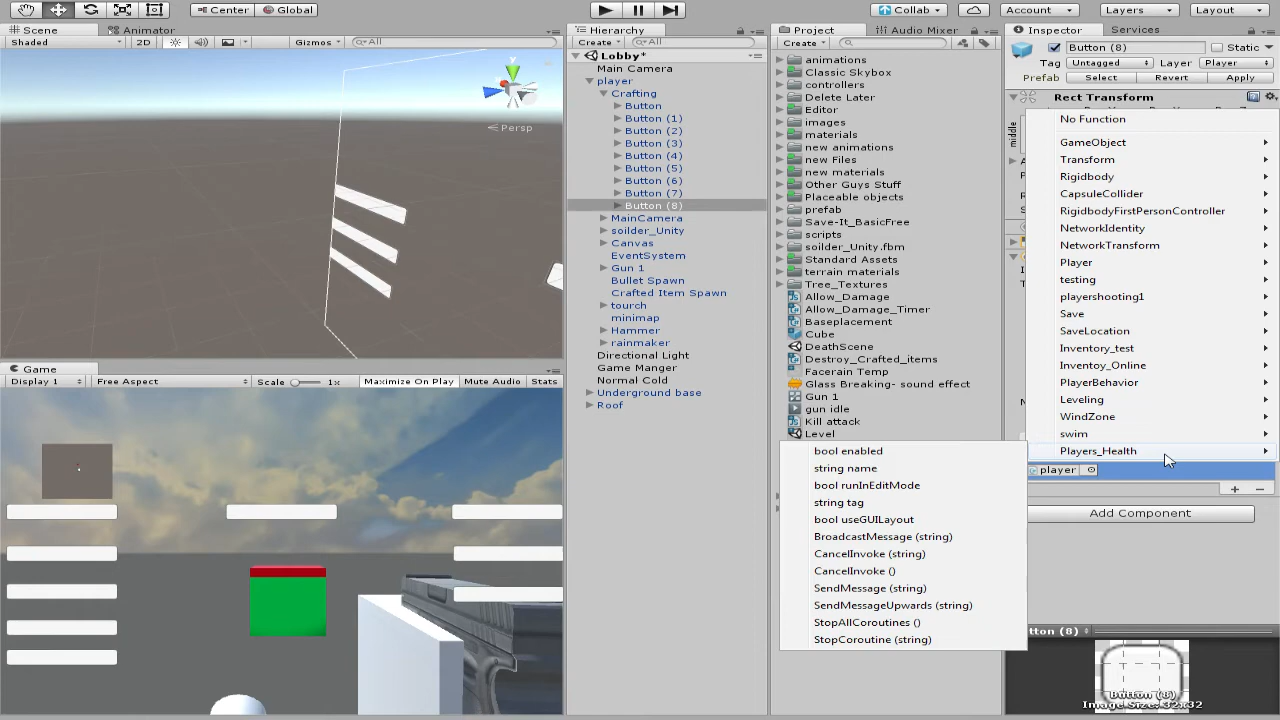 Center
Global
Collab
Account
Layers
Layout
Scene
Animator
Shaded
2D
Gizmos
All
Persp
Game
Display 1
Free Aspect
Scale
1x
Maximize On Play
Mute Audio
Stats
Hierarchy
Create
All
Lobby*
Main Camera
player
Crafting
Button
Button (1)
Button (2)
Button (3)
Button (4)
Button (5)
Button (6)
Button (7)
Button (8)
MainCamera
soilder_Unity
Canvas
EventSystem
Gun 1
Bullet Spawn
Crafted Item Spawn
tourch
minimap
Hammer
rainmaker
Directional Light
Game Manger
Normal Cold
Underground base
Roof
Project
Audio Mixer
Create
animations
Classic Skybox
controllers
Delete Later
Editor
images
materials
new animations
new Files
new materials
Other Guys Stuff
Placeable objects
prefab
Save-It_BasicFree
scripts
soilder_Unity.fbm
Standard Assets
terrain materials
Tree_Textures
Allow_Damage
Allow_Damage_Timer
Baseplacement
Cube
DeathScene
Destroy_Crafted_items
Facerain Temp
Glass Breaking- sound effect
Gun 1
gun idle
Kill attack
Level
bool enabled
string name
bool runInEditMode
string tag
bool useGUILayout
BroadcastMessage (string)
CancelInvoke (string)
CancelInvoke ()
SendMessage (string)
SendMessageUpwards (string)
StopAllCoroutines ()
StopCoroutine (string)
Inspector
Services
Button (8)
Static
Tag Untagged
Layer Player
Prefab
Select
Revert
Apply
Rect Transform
middle
No Function
GameObject
Transform
Rigidbody
CapsuleCollider
RigidbodyFirstPersonController
NetworkIdentity
NetworkTransform
Player
testing
playershooting1
Save
SaveLocation
Inventory_test
Inventoy_Online
PlayerBehavior
Leveling
WindZone
swim
Players_Health
player
Add Component
tton (8)
Button (8)
Image Size: 32x32